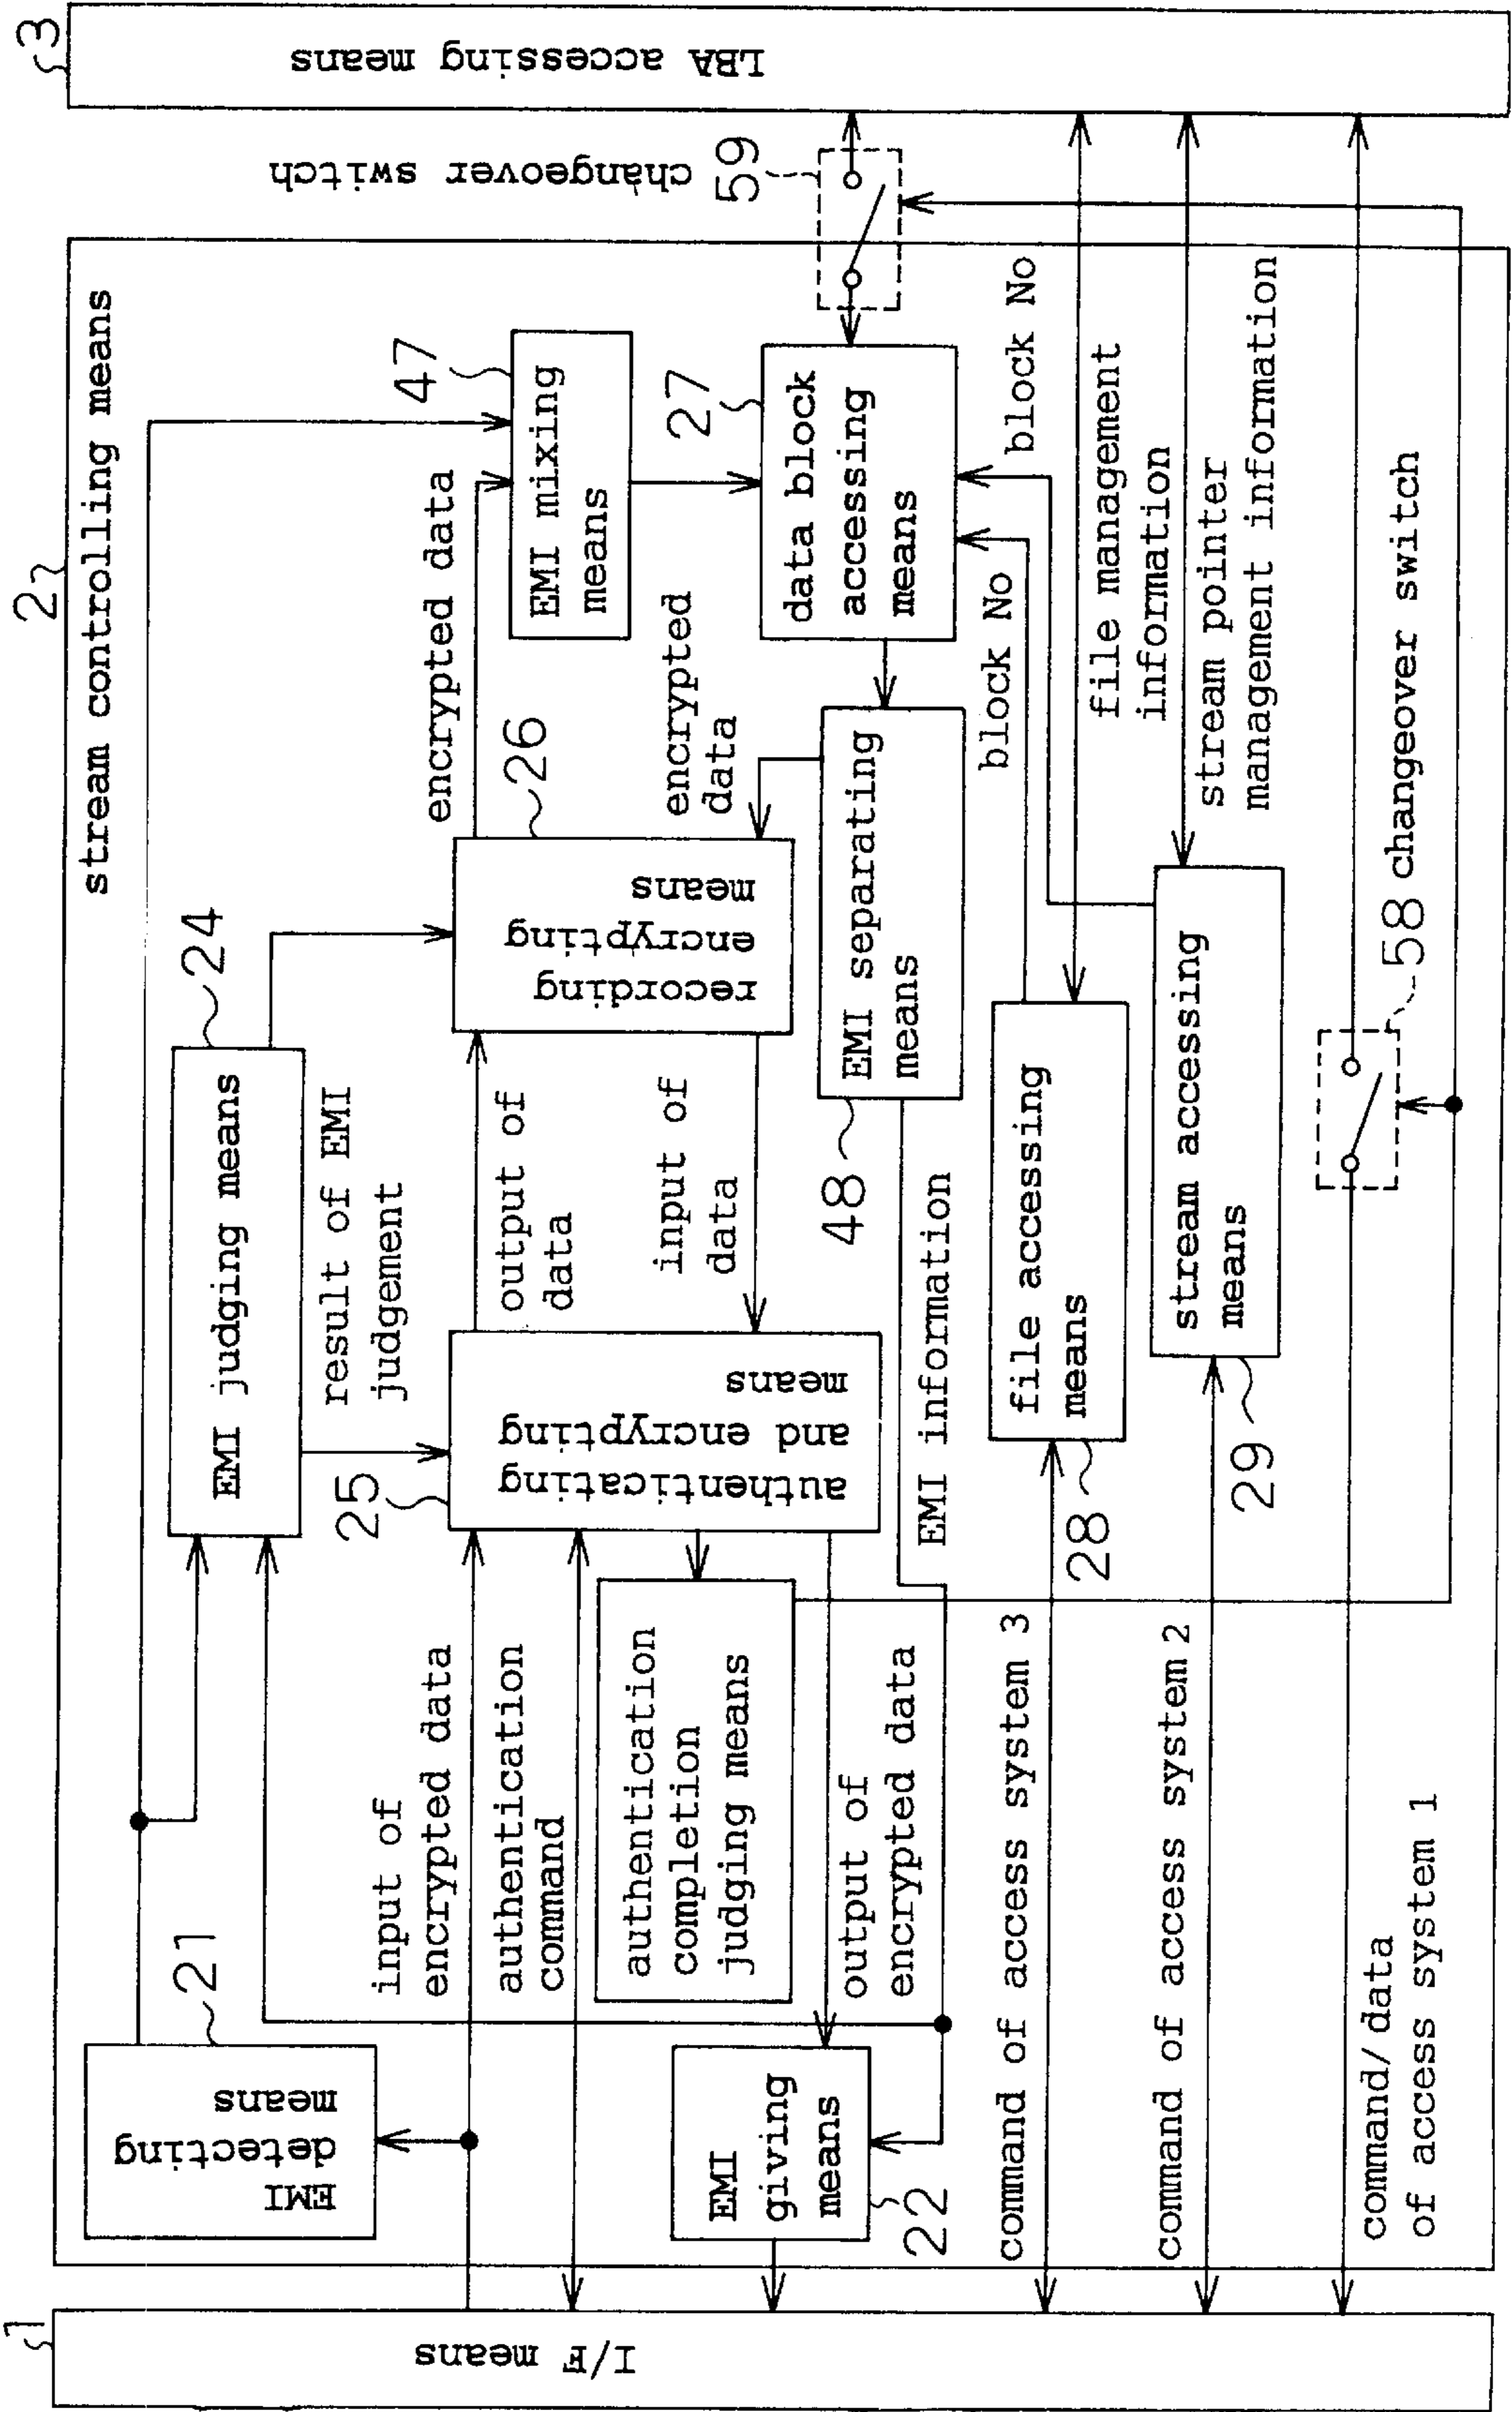 1
I/F means
2
stream controlling means
3
LBA accessing means
EMI
detecting
means
21
EMI judging means
24
result of EMI
judgement
input of
encrypted data
authentication
command
25
authenticating
and encrypting
means
output of
data
input of
data
26
recording
encrypting
means
encrypted data
encrypted
data
47
EMI mixing
means
27
data block
accessing
means
59
changeover switch
authentication
completion
judging means
output of
encrypted data
EMI
giving
means
22
EMI separating
means
48
EMI information
block No
block No
file management
information
stream pointer
management information
command of access system 3
file accessing
means
28
command of access system 2
stream accessing
means
29
command/data
of access system 1
58 changeover switch